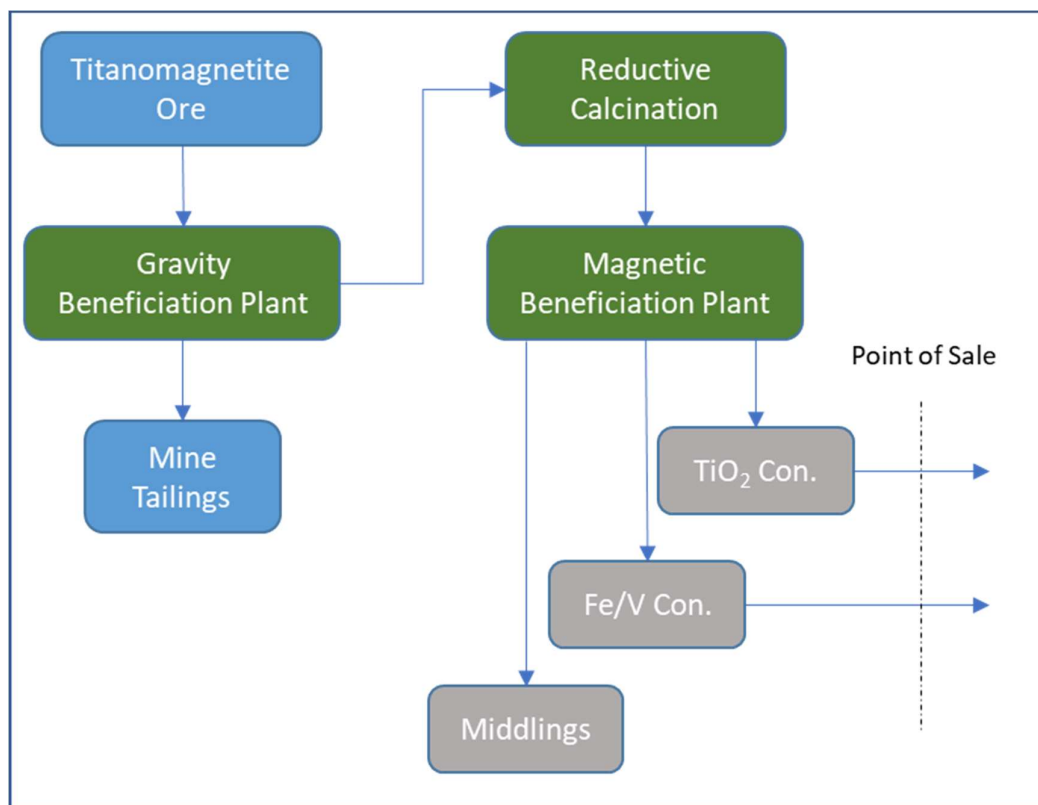 Titanomagnetite
Ore
Reductive
Calcination
Gravity
Beneficiation Plant
Magnetic
Beneficiation Plant
Point of Sale
Mine
Tailings
TiO₂ Con.
Fe/V Con.
Middlings